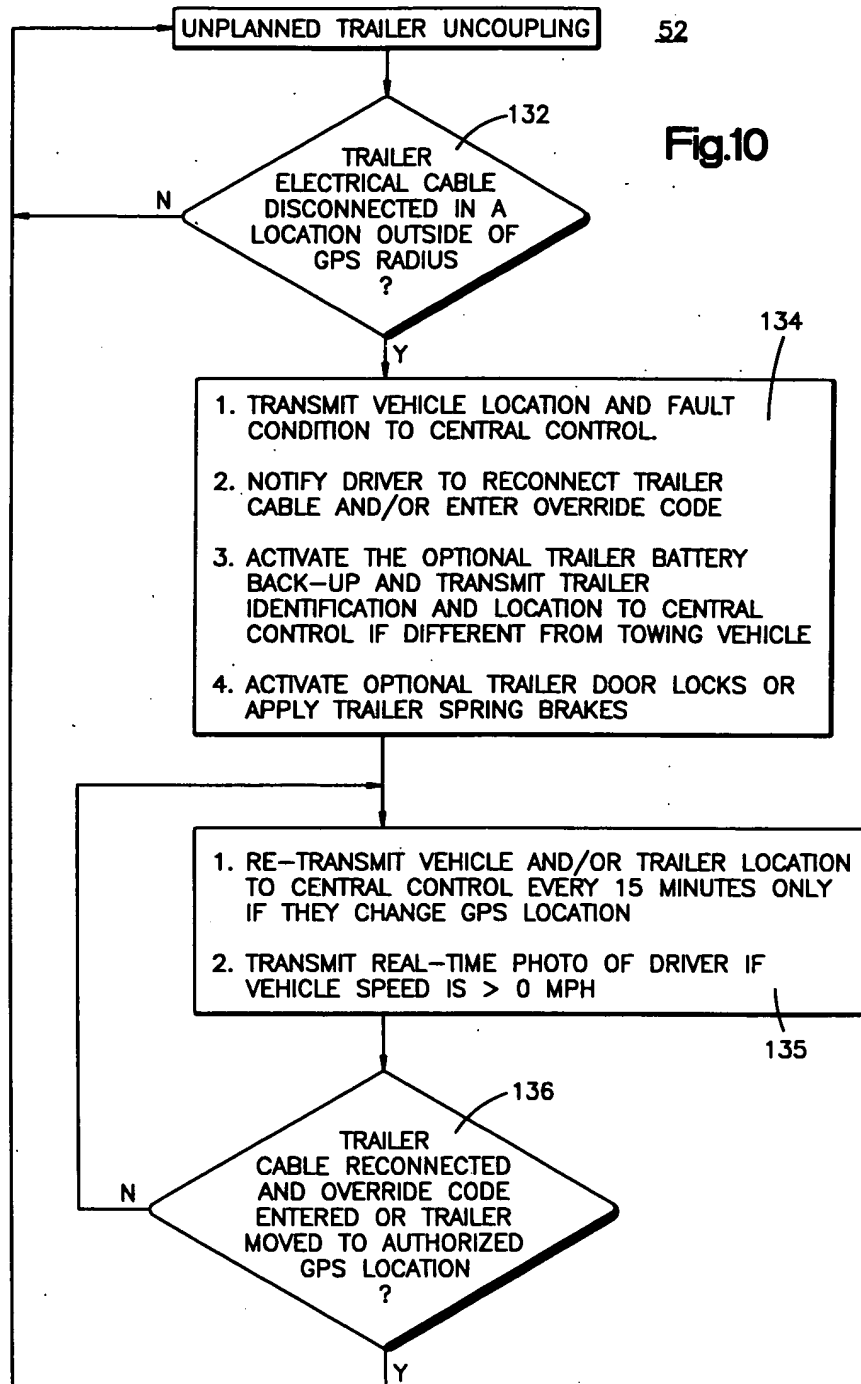 UNPLANNED TRAILER UNCOUPLING
52
Fig.10
132
TRAILER
ELECTRICAL CABLE
DISCONNECTED IN A
LOCATION OUTSIDE OF
GPS RADIUS
?
N
Y
134
1. TRANSMIT VEHICLE LOCATION AND FAULT
CONDITION TO CENTRAL CONTROL.
2. NOTIFY DRIVER TO RECONNECT TRAILER
CABLE AND/OR ENTER OVERRIDE CODE
3. ACTIVATE THE OPTIONAL TRAILER BATTERY
BACK-UP AND TRANSMIT TRAILER
IDENTIFICATION AND LOCATION TO CENTRAL
CONTROL IF DIFFERENT FROM TOWING VEHICLE
4. ACTIVATE OPTIONAL TRAILER DOOR LOCKS OR
APPLY TRAILER SPRING BRAKES
1. RE-TRANSMIT VEHICLE AND/OR TRAILER LOCATION
TO CENTRAL CONTROL EVERY 15 MINUTES ONLY
IF THEY CHANGE GPS LOCATION
2. TRANSMIT REAL-TIME PHOTO OF DRIVER IF
VEHICLE SPEED IS > 0 MPH
135
136
TRAILER
CABLE RECONNECTED
AND OVERRIDE CODE
ENTERED OR TRAILER
MOVED TO AUTHORIZED
GPS LOCATION
?
N
Y